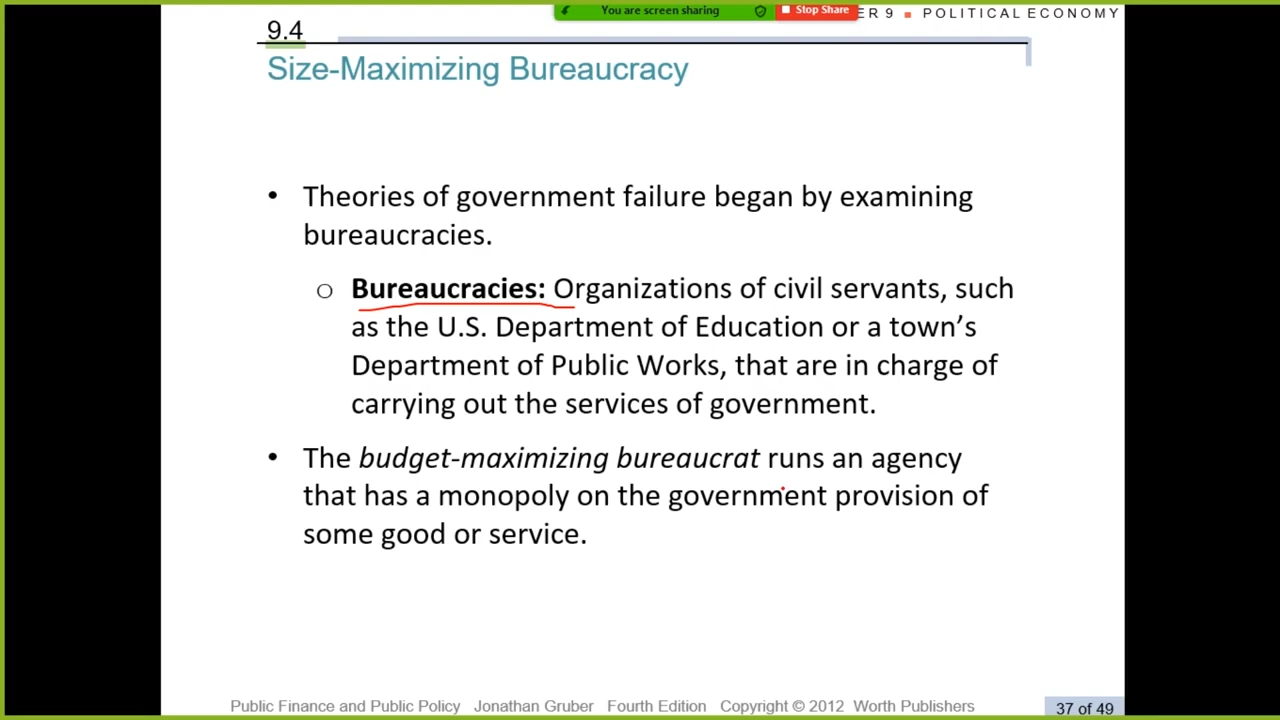 You are screen sharing
Stop Share
ER 9 ■ POLITICAL ECONOMY
9.4
Size-Maximizing Bureaucracy
• Theories of government failure began by examining
bureaucracies.
o Bureaucracies: Organizations of civil servants, such
as the U.S. Department of Education or a town’s
Department of Public Works, that are in charge of
carrying out the services of government.
• The budget-maximizing bureaucrat runs an agency
that has a monopoly on the government provision of
some good or service.
Public Finance and Public Policy Jonathan Gruber Fourth Edition Copyright © 2012 Worth Publishers
37 of 49